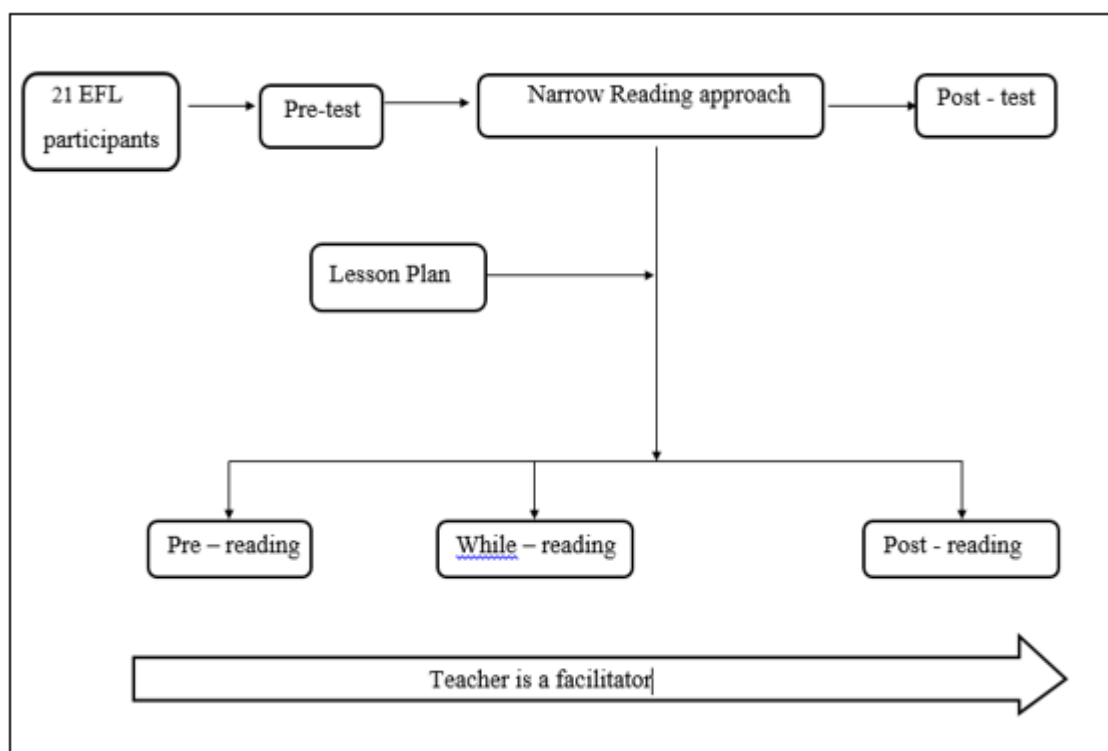 21 EFL
participants
Pre-test
Narrow Reading approach
Post - test
Lesson Plan
Pre – reading
While – reading
Post - reading
Teacher is a facilitator